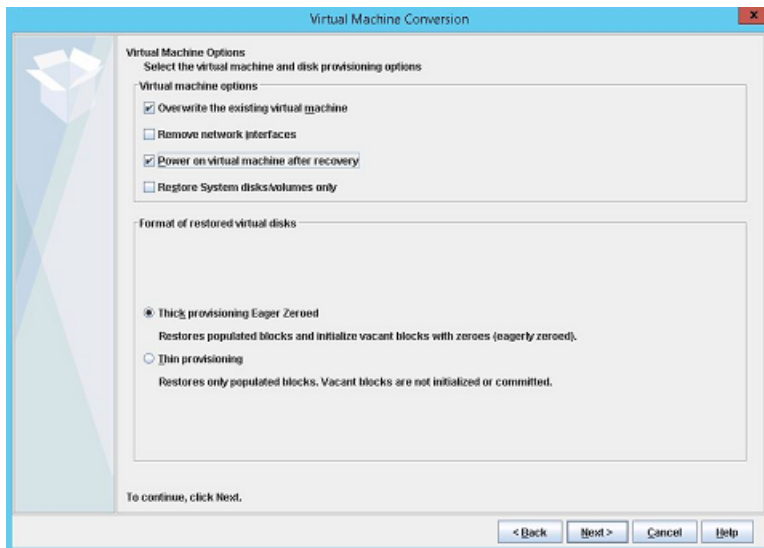 Virtual Machine Conversion
x
Virtual Machine Options
Select the virtual machine and disk provisioning options
Virtual machine options
Overwrite the existing virtual machine
Remove network interfaces
Power on virtual machine after recovery
Restore System disks/volumes only
Format of restored virtual disks
Thick provisioning Eager Zeroed
Restores populated blocks and initialize vacant blocks with zeroes (eagerly zeroed).
Thin provisioning
Restores only populated blocks. Vacant blocks are not initialized or committed.
To continue, click Next.
< Back Next > Cancel Help